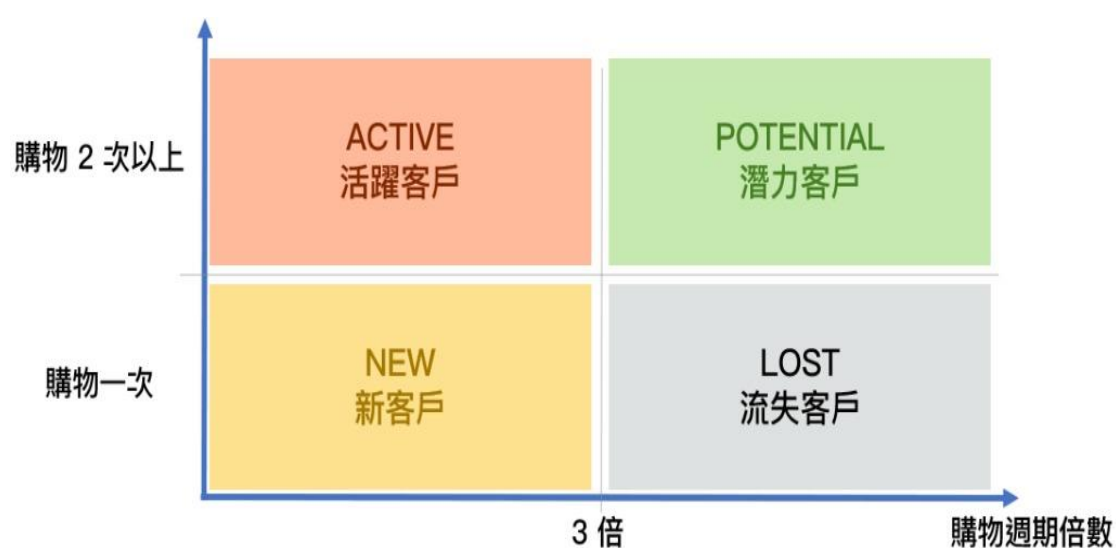 購物 2 次以上
ACTIVE
活躍客戶
POTENTIAL
潛力客戶
購物一次
NEW
新客戶
LOST
流失客戶
3 倍
購物週期倍數